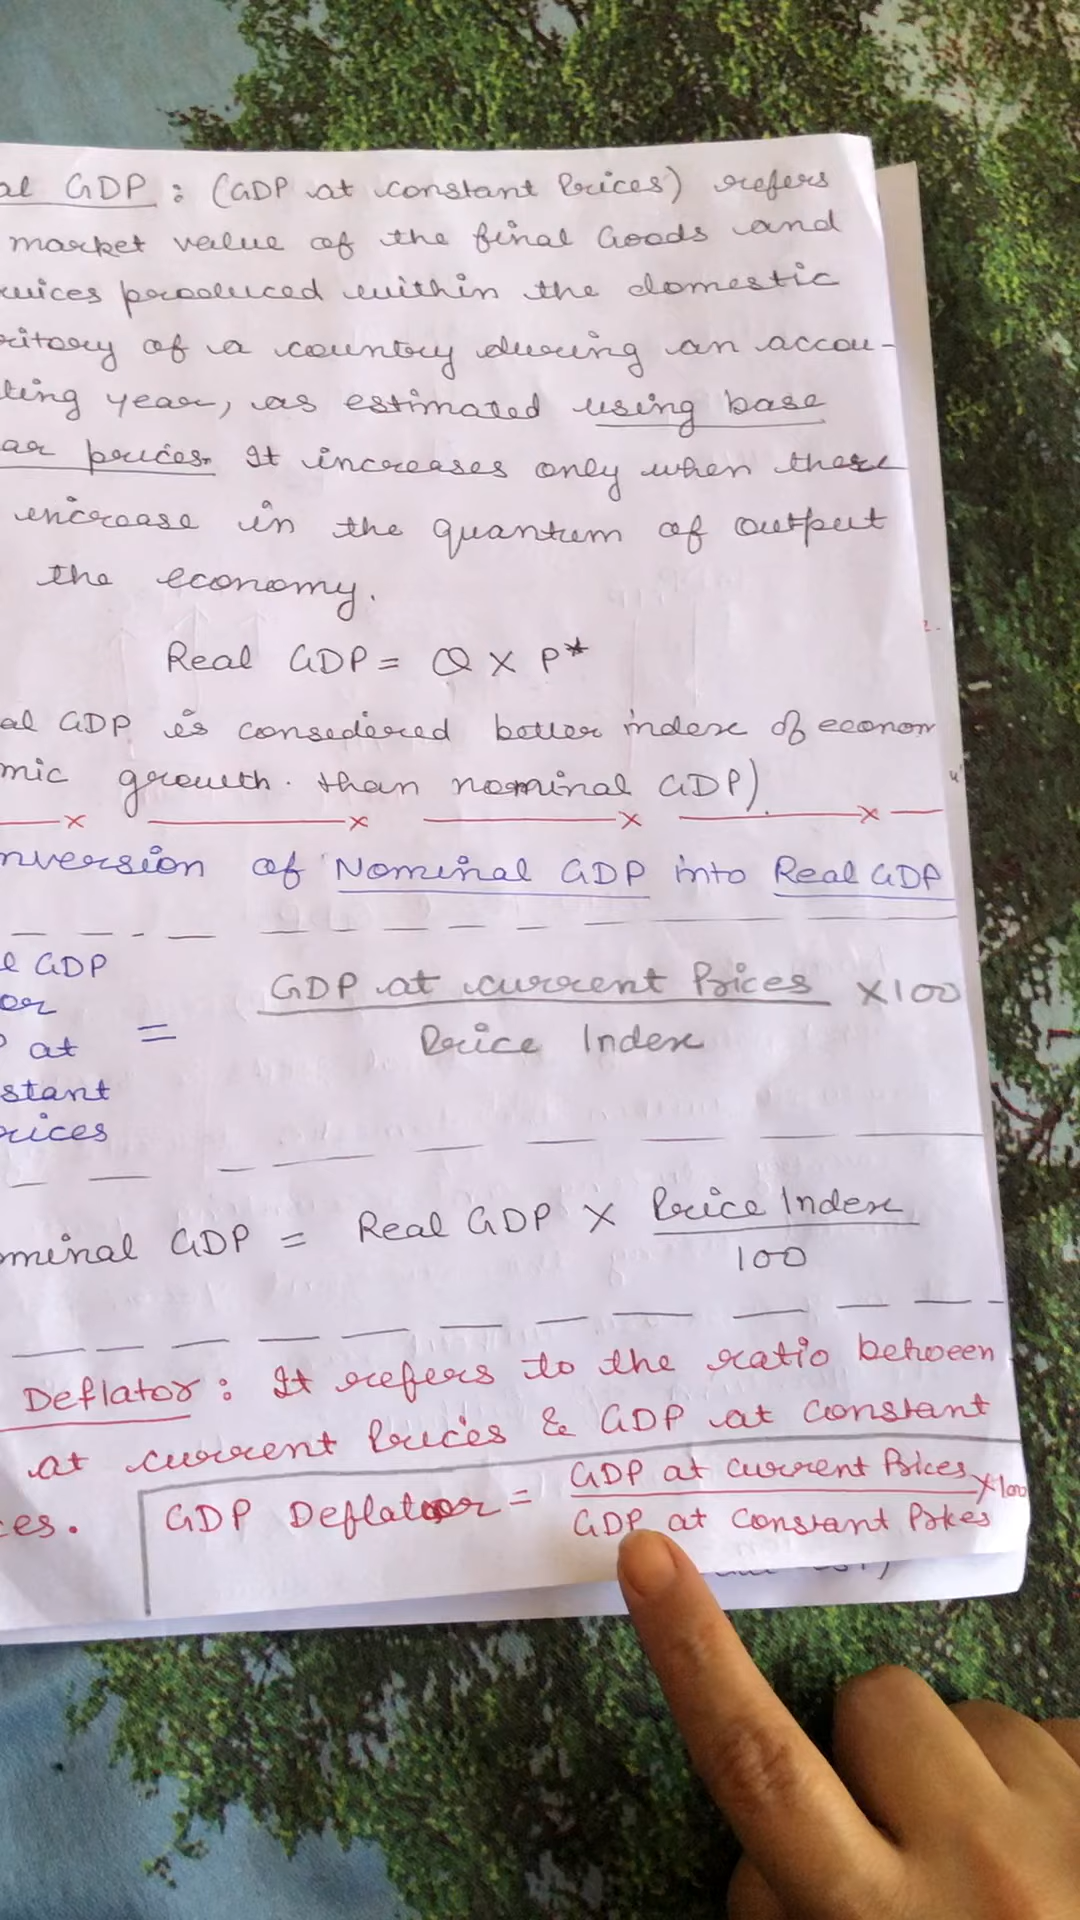 al GDP : (GDP at constant Prices) refers
market value of the final Goods and
vices produced within the domestic
ritory of a country during an accou-
ting year, as estimated using base
ar prices. It increases only when there
increase in the quantum of output
the economy.
Real GDP = Q X P*
al GDP is considered better index of econom
mic growth. than nominal GDP).
nversion of Nominal GDP into Real GDP
l GDP
or
P at
stant
rices
= GDP at current Prices X100
Price Index
ominal GDP = Real GDP X Price Index
100
Deflator : It refers to the ratio between
at current Prices & GDP at Constant
ces.
GDP Deflator = GDP at Current Prices X100
GDP at Constant Prices